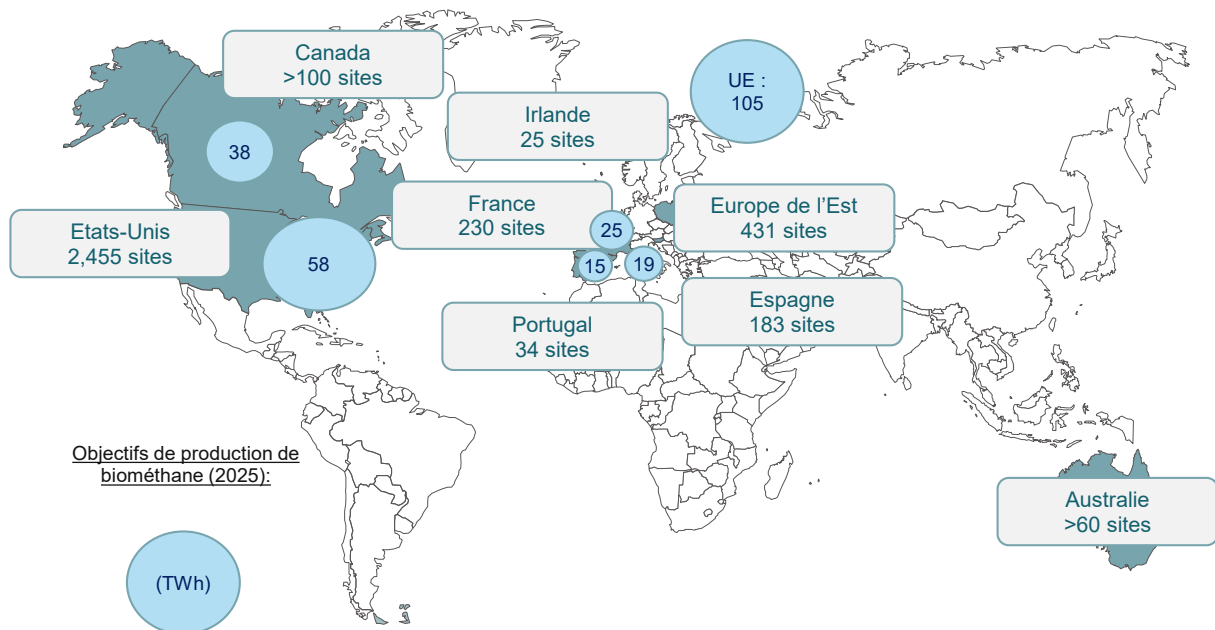 Canada
>100 sites
UE :
105
Irlande
25 sites
38
France
230 sites
Europe de l’Est
431 sites
Etats-Unis
2,455 sites
25
58
15
19
Espagne
183 sites
Portugal
34 sites
Objectifs de production de
biométhane (2025):
Australie
>60 sites
(TWh)